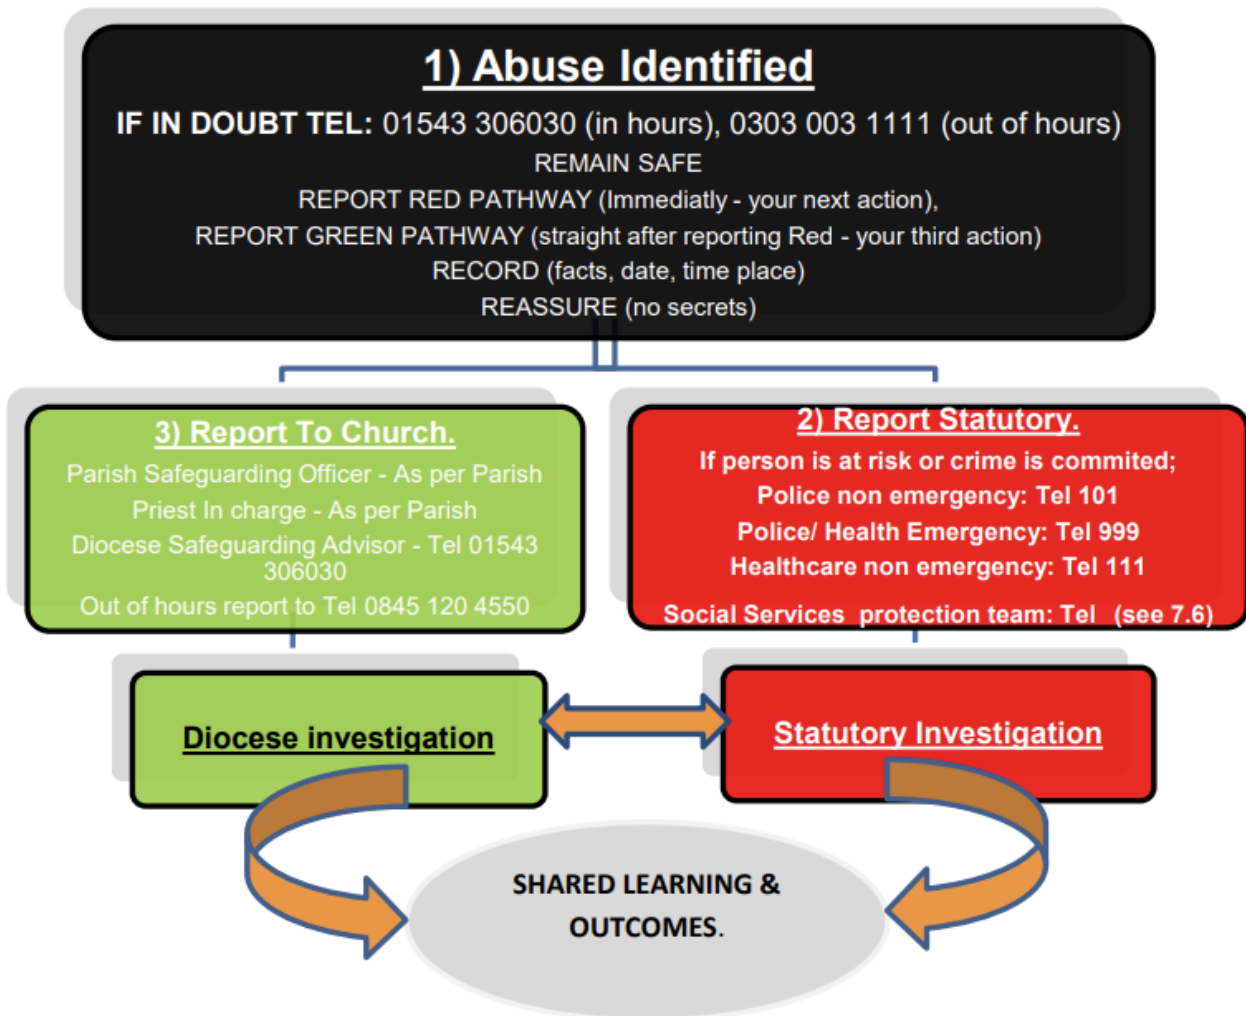 1) Abuse Identified
IF IN DOUBT TEL: 01543 306030 (in hours), 0303 003 1111 (out of hours)
REMAIN SAFE
REPORT RED PATHWAY (Immediatly - your next action),
REPORT GREEN PATHWAY (straight after reporting Red - your third action)
RECORD (facts, date, time place)
REASSURE (no secrets)
3) Report To Church.
Parish Safeguarding Officer - As per Parish
Priest In charge - As per Parish
Diocese Safeguarding Advisor - Tel 01543
306030
Out of hours report to Tel 0845 120 4550
2) Report Statutory.
If person is at risk or crime is commited;
Police non emergency: Tel 101
Police/ Health Emergency: Tel 999
Healthcare non emergency: Tel 111
Social Services protection team: Tel (see 7.6)
Diocese investigation
Statutory Investigation
SHARED LEARNING &
OUTCOMES.